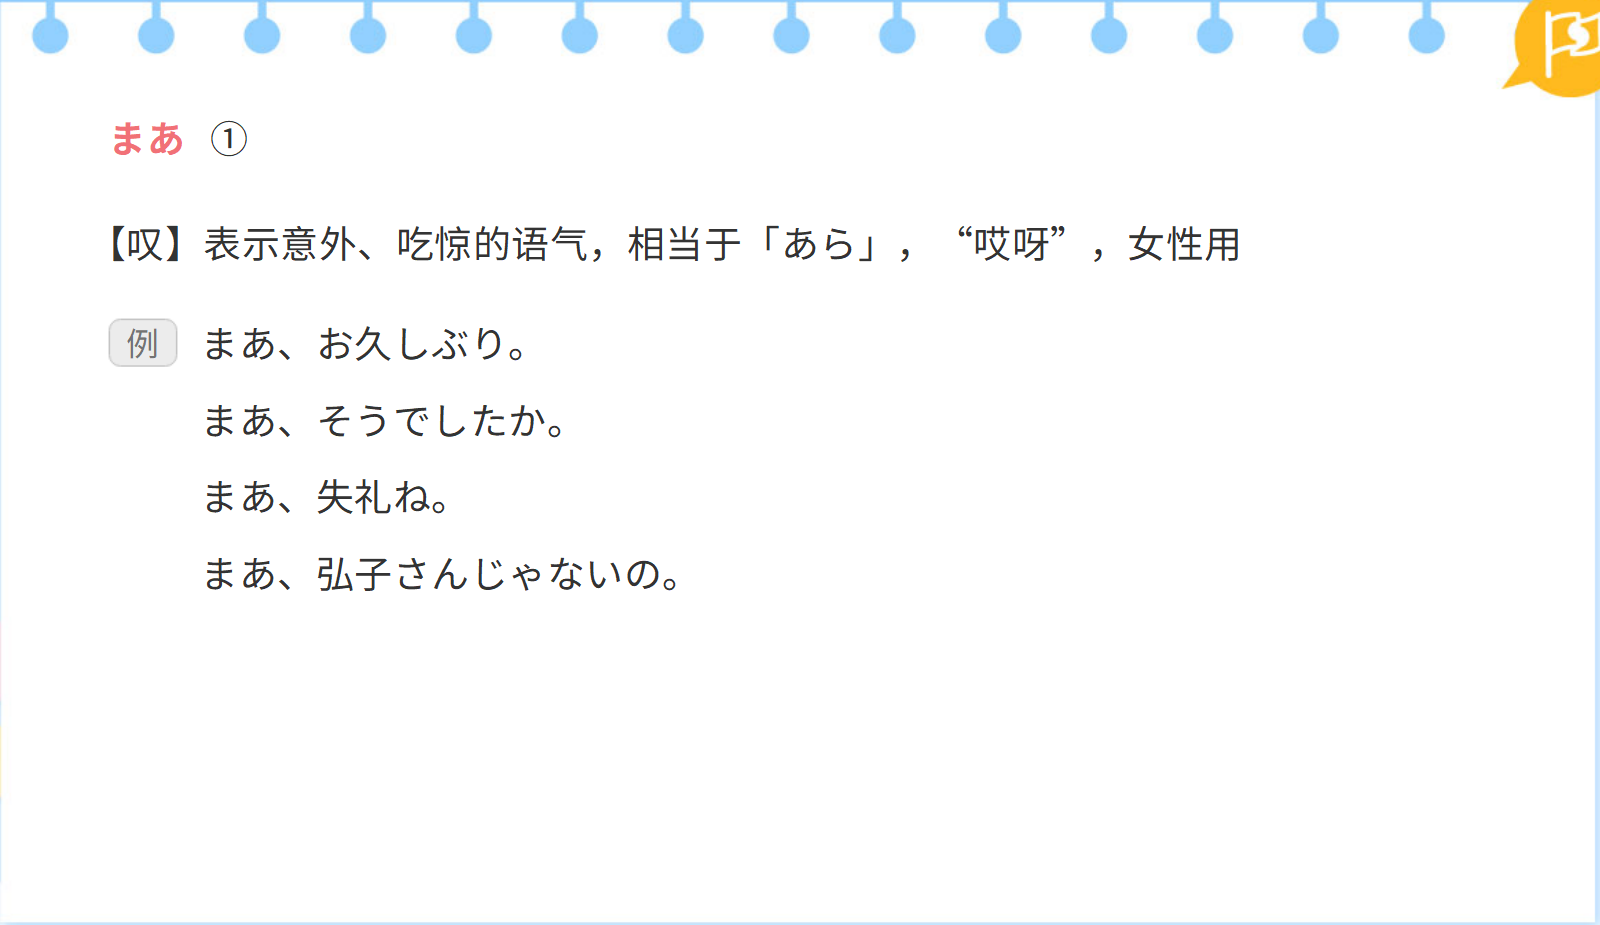 まあ ①
【叹】表示意外、吃惊的语气，相当于「あら」，“哎呀”，女性用
例 まあ、お久しぶり。
まあ、そうでしたか。
まあ、失礼ね。
まあ、弘子さんじゃないの。